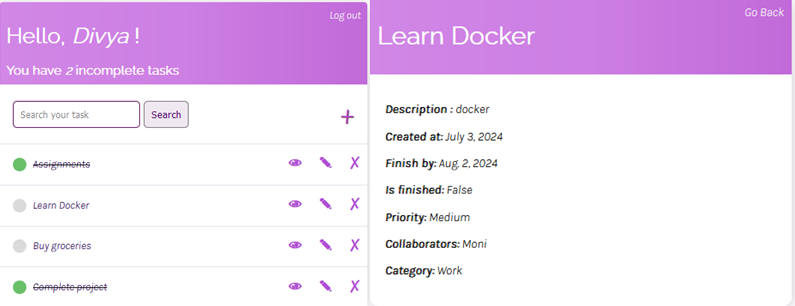 Log out
Hello, Divya !
You have 2 incomplete tasks
Search your task
Search
Assignments
Learn Docker
Buy groceries
Complete project
Go Back
Learn Docker
Description : docker
Created at: July 3, 2024
Finish by: Aug. 2, 2024
Is finished: False
Priority: Medium
Collaborators: Moni
Category: Work